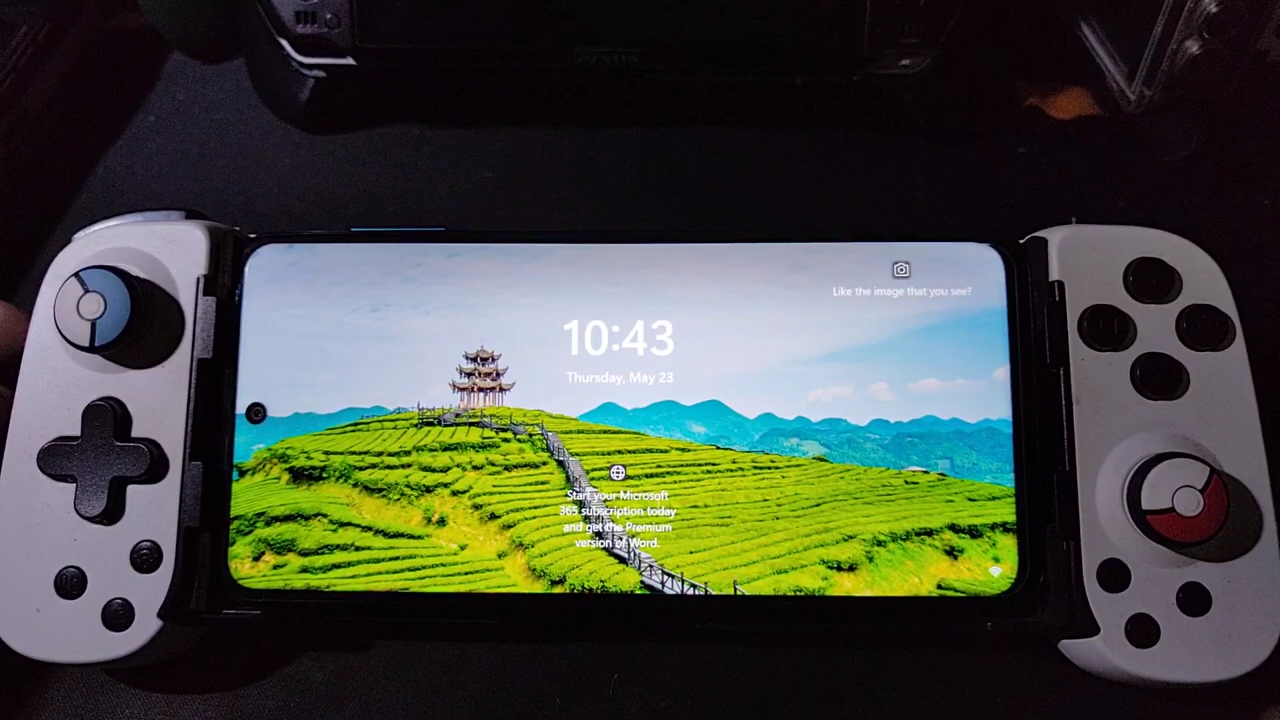 PSVITA
Like the image that you see?
10:43
Thursday, May 23
Start your Microsoft
365 subscription today
and get the Premium
version of Word.